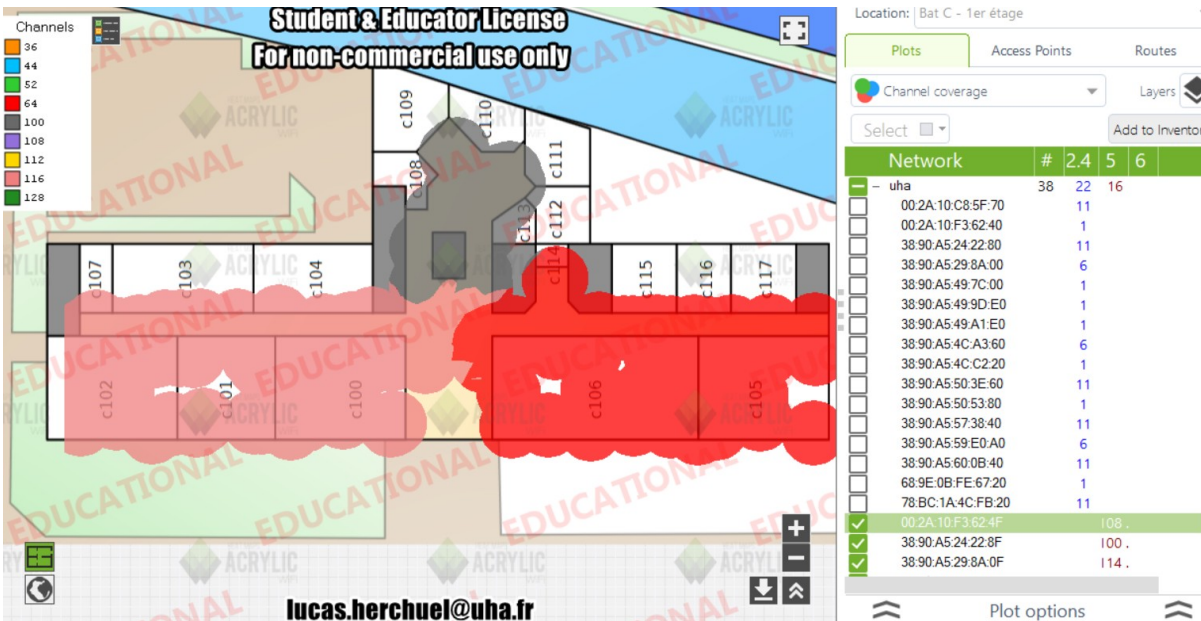 Channels
36
44
52
64
100
108
112
116
128
Student & Educator License
For non-commercial use only
EDUCATIONAL
ACRYLIC
WiFi
c109
c110
c111
c108
c112
c113
c114
c107
c103
c104
c115
c116
c117
c102
c101
c100
c106
c105
lucas.herchuel@uha.fr
Location: Bat C - 1er étage
Plots Access Points Routes
Channel coverage Layers
Select Add to Inventor
Network # 2.4 5 6
uha 38 22 16
00:2A:10:C8:5F:70 11
00:2A:10:F3:62:40 1
38:90:A5:24:22:80 11
38:90:A5:29:8A:00 6
38:90:A5:49:7C:00 1
38:90:A5:49:9D:E0 1
38:90:A5:49:A1:E0 1
38:90:A5:4C:A3:60 6
38:90:A5:4C:C2:20 1
38:90:A5:50:3E:60 11
38:90:A5:50:53:80 1
38:90:A5:57:38:40 11
38:90:A5:59:E0:A0 6
38:90:A5:60:0B:40 11
68:9E:0B:FE:67:20 1
78:BC:1A:4C:FB:20 11
00:2A:10:F3:62:4F 108 .
38:90:A5:24:22:8F 100 .
38:90:A5:29:8A:0F 114 .
Plot options